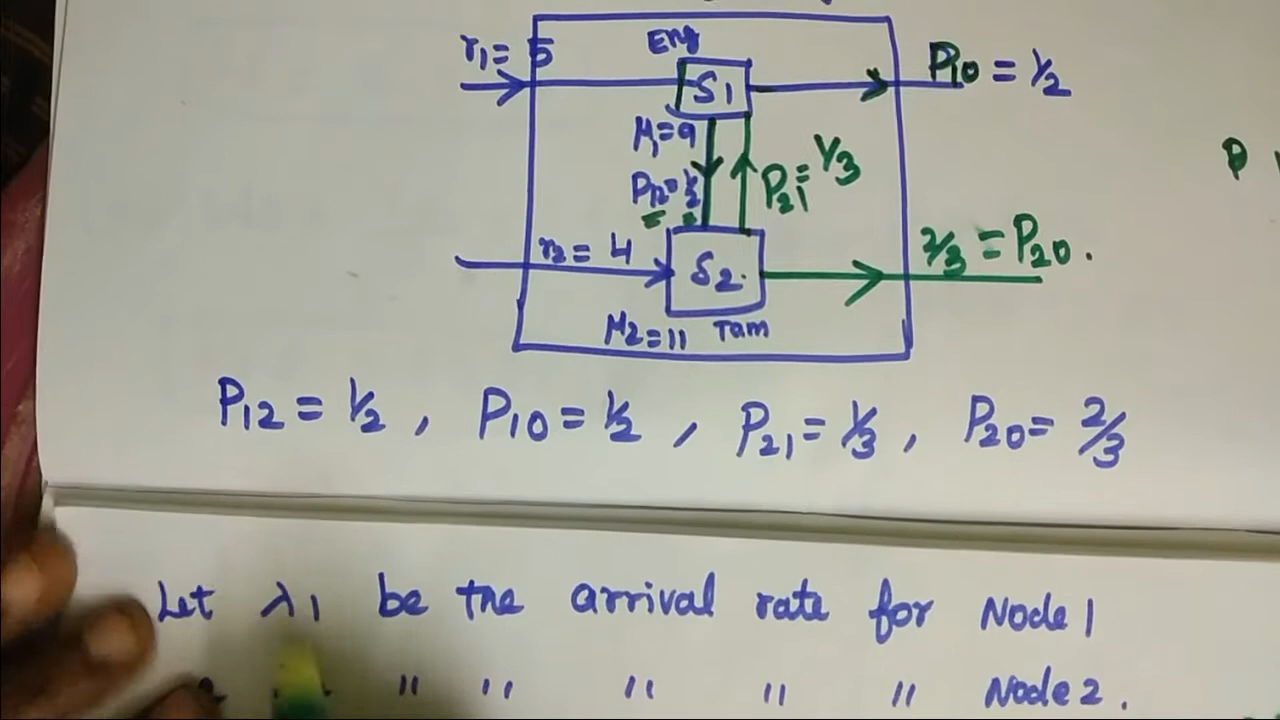 r₁ = 5
Eng
S1
P10 = 1/2
μ₁=9
P12=1/2
P21=1/3
P
r₂ = 4
S2.
2/3 = P20.
μ2=11
Tam
P12 = 1/2, P10 = 1/2, P21 = 1/3, P20 = 2/3
Let λ1 be the arrival rate for Node 1
" " " " " Node 2.